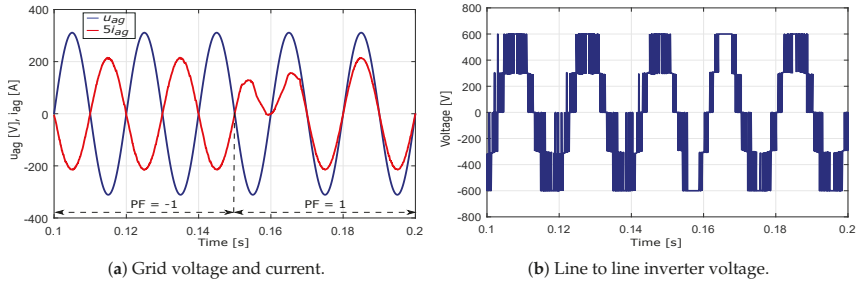 400
200
0
-200
-400
u_ag [V], i_ag [A]
u_ag
5i_ag
PF = -1
PF = 1
0.1
0.12
0.14
0.16
0.18
0.2
Time [s]
(a) Grid voltage and current.
800
600
400
200
0
-200
-400
-600
-800
Voltage [V]
0.1
0.12
0.14
0.16
0.18
0.2
Time [s]
(b) Line to line inverter voltage.